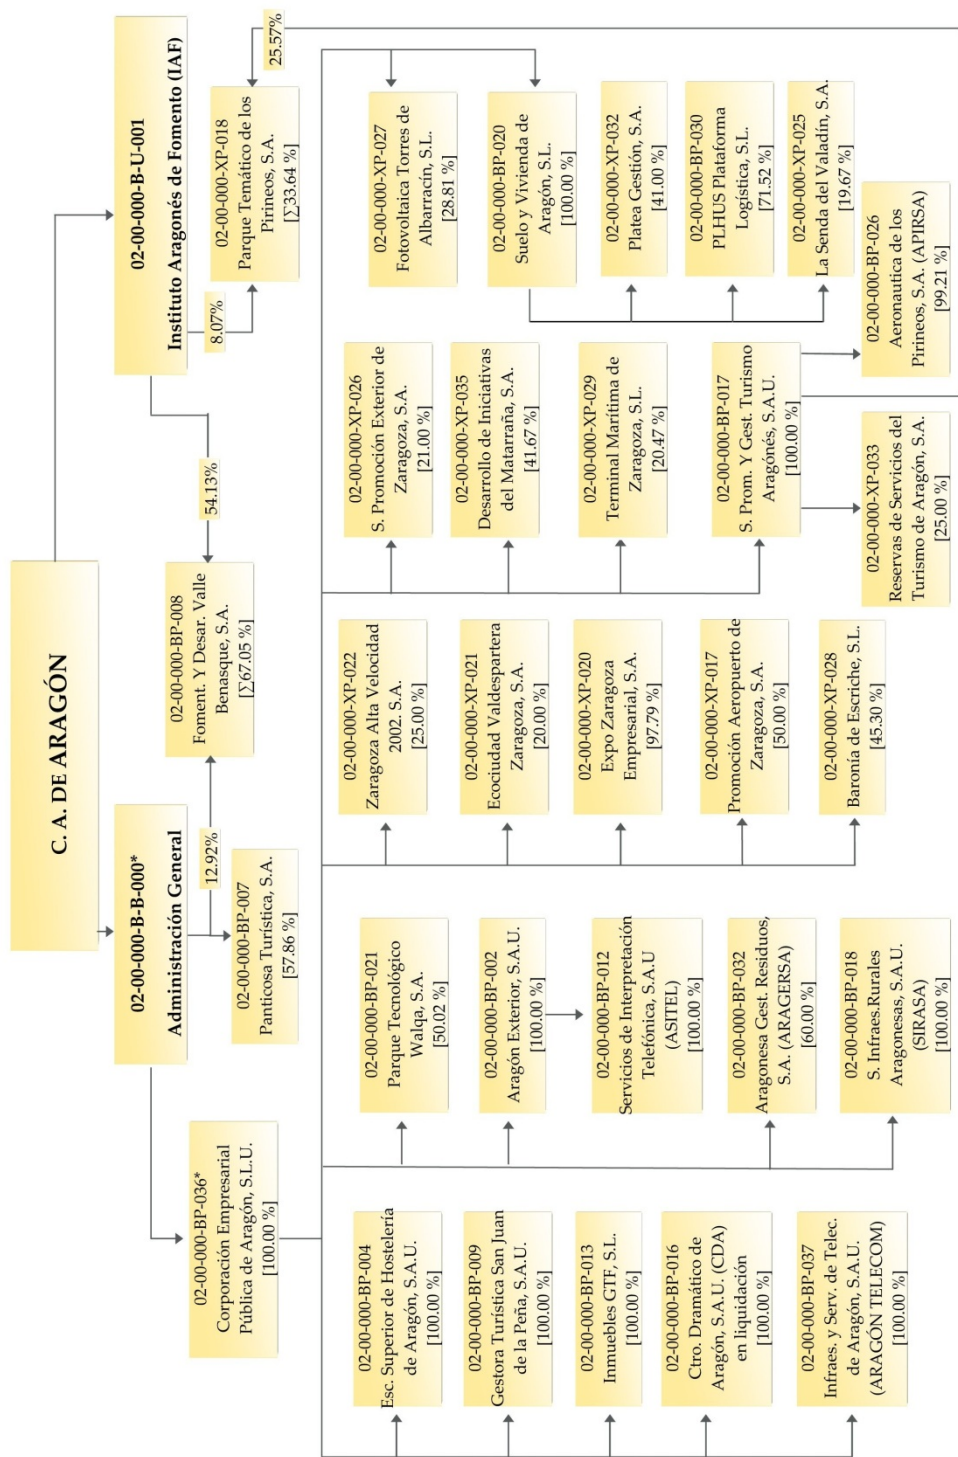 C. A. DE ARAGÓN
02-00-000-B-B-000*
Administración General
02-00-000-B-U-001
Instituto Aragonés de Fomento (IAF)
02-00-000-BP-036*
Corporación Empresarial
Pública de Aragón, S.L.U.
[100.00 %]
02-00-000-BP-007
Panticosa Turística, S.A.
[57.86 %]
12.92%
02-00-000-BP-008
Foment. Y Desar. Valle
Benasque, S.A.
[∑67.05 %]
54.13%
8.07%
02-00-000-XP-018
Parque Temático de los
Pirineos, S.A.
[∑33.64 %]
25.57%
02-00-000-BP-004
Esc. Superior de Hostelería
de Aragón, S.A.U.
[100.00 %]
02-00-000-BP-009
Gestora Turística San Juan
de la Peña, S.A.U.
[100.00 %]
02-00-000-BP-013
Inmuebles GTF, S.L.
[100.00 %]
02-00-000-BP-016
Ctro. Dramático de
Aragón, S.A.U. (CDA)
en liquidación
[100.00 %]
02-00-000-BP-037
Infraes. y Serv. de Telec.
de Aragón, S.A.U.
(ARAGÓN TELECOM)
[100.00 %]
02-00-000-BP-021
Parque Tecnológico
Walqa, S.A.
[50.02 %]
02-00-000-BP-002
Aragón Exterior, S.A.U.
[100.00 %]
02-00-000-BP-012
Servicios de Interpretación
Telefónica, S.A.U
(ASITEL)
[100.00 %]
02-00-000-BP-032
Aragonesa Gest. Residuos,
S.A. (ARAGERSA)
[60.00 %]
02-00-000-BP-018
S. Infraes.Rurales
Aragonesas, S.A.U.
(SIRASA)
[100.00 %]
02-00-000-XP-022
Zaragoza Alta Velocidad
2002. S.A.
[25.00 %]
02-00-000-XP-021
Ecociudad Valdespartera
Zaragoza, S.A.
[20.00 %]
02-00-000-XP-020
Expo Zaragoza
Empresarial, S.A.
[97.79 %]
02-00-000-XP-017
Promoción Aeropuerto de
Zaragoza, S.A.
[50.00 %]
02-00-000-XP-028
Baronía de Escriche, S.L.
[45.30 %]
02-00-000-XP-026
S. Promoción Exterior de
Zaragoza, S.A.
[21.00 %]
02-00-000-XP-035
Desarrollo de Iniciativas
del Matarraña, S.A.
[41.67 %]
02-00-000-XP-029
Terminal Marítima de
Zaragoza, S.L.
[20.47 %]
02-00-000-BP-017
S. Prom. Y Gest. Turismo
Aragónés, S.A.U.
[100.00 %]
02-00-000-XP-033
Reservas de Servicios del
Turismo de Aragón, S.A.
[25.00 %]
02-00-000-BP-026
Aeronautica de los
Pirineos, S.A. (APIRSA)
[99.21 %]
02-00-000-XP-027
Fotovoltaica Torres de
Albarracín, S.L.
[28.81 %]
02-00-000-BP-020
Suelo y Vivienda de
Aragón, S.L.
[100.00 %]
02-00-000-XP-032
Platea Gestión, S.A.
[41.00 %]
02-00-000-BP-030
PLHUS Plataforma
Logística, S.L.
[71.52 %]
02-00-000-XP-025
La Senda del Valadín, S.A.
[19.67 %]